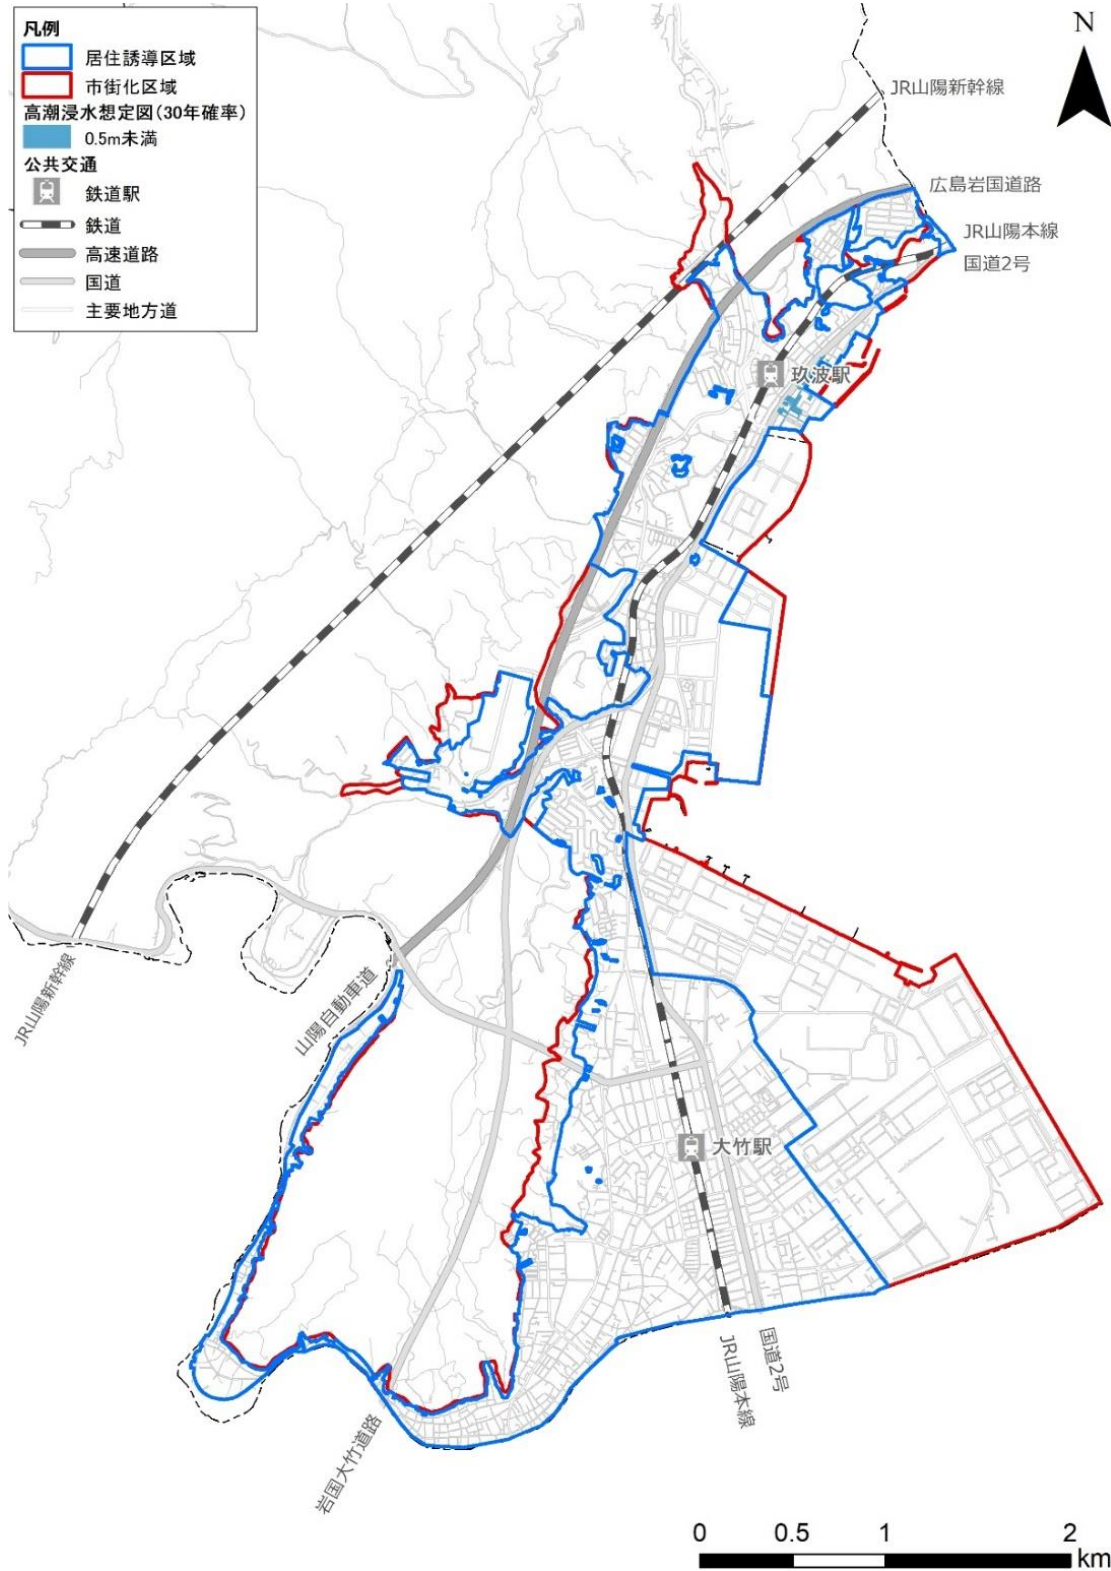 凡例
居住誘導区域
市街化区域
高潮浸水想定図(30年確率)
0.5m未満
公共交通
鉄道駅
鉄道
高速道路
国道
主要地方道
N
JR山陽新幹線
広島岩国道路
JR山陽本線
国道2号
玖波駅
JR山陽新幹線
山陽自動車道
大竹駅
国道2号
JR山陽本線
岩国大竹道路
0 0.5 1 2
km